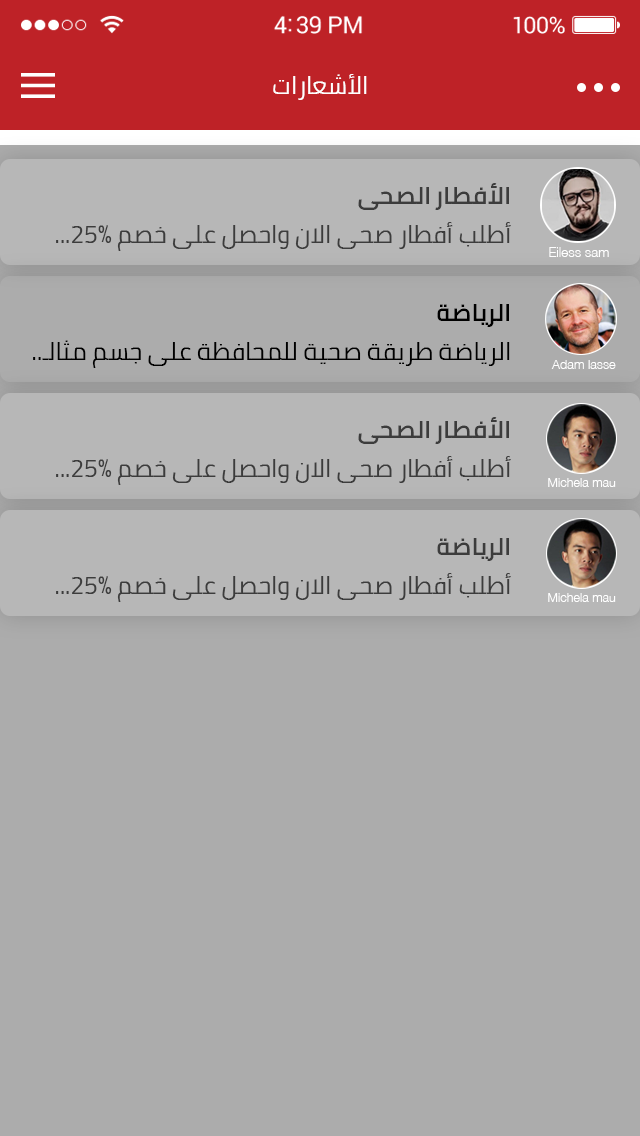 4:39 PM
100%
الأشعارات
الأفطار الصحى
أطلب أفطار صحى الان واحصل على خصم 25%...
Eiless sam
الرياضة
الرياضة طريقة صحية للمحافظة على جسم مثالـ..
Adam lasse
الأفطار الصحى
أطلب أفطار صحى الان واحصل على خصم 25%...
Michela mau
الرياضة
أطلب أفطار صحى الان واحصل على خصم 25%...
Michela mau